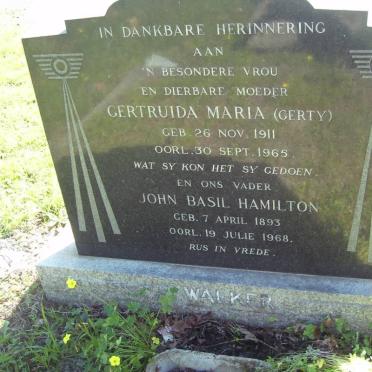 IN DANKBARE HERINNERING
AAN
'N BESONDERE VROU
EN DIERBARE MOEDER
GERTRUIDA MARIA (GERTY)
GEB. 26 NOV. 1911
OORL. 30 SEPT. 1965.
WAT SY KON HET SY GEDOEN.
EN ONS VADER
JOHN BASIL HAMILTON
GEB. 7 APRIL 1893
OORL. 19 JULIE 1968.
RUS IN VREDE.
WALKER